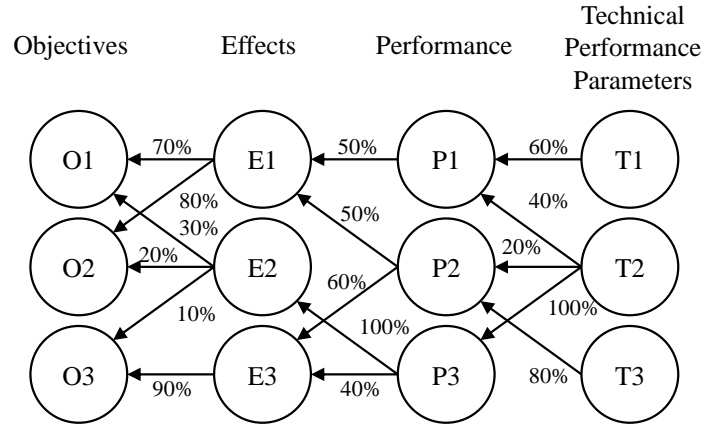 Objectives Effects Performance Technical Performance Parameters
O1 70% E1 50% P1 60% T1
80% 50% 40%
30%
O2 20% E2 60% P2 20% T2
10% 100% 100%
O3 90% E3 40% P3 80% T3